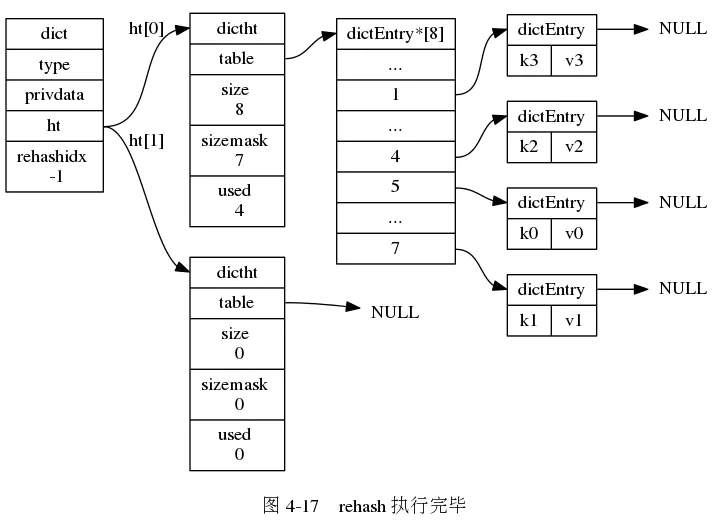 dict
type
privdata
ht
rehashidx
-1
ht[0]
ht[1]
dictht
table
size
8
sizemask
7
used
4
dictht
table
size
0
sizemask
0
used
0
dictEntry*[8]
...
1
...
4
5
...
7
NULL
dictEntry
k3 v3
NULL
dictEntry
k2 v2
NULL
dictEntry
k0 v0
NULL
dictEntry
k1 v1
NULL
图 4-17 rehash 执行完毕